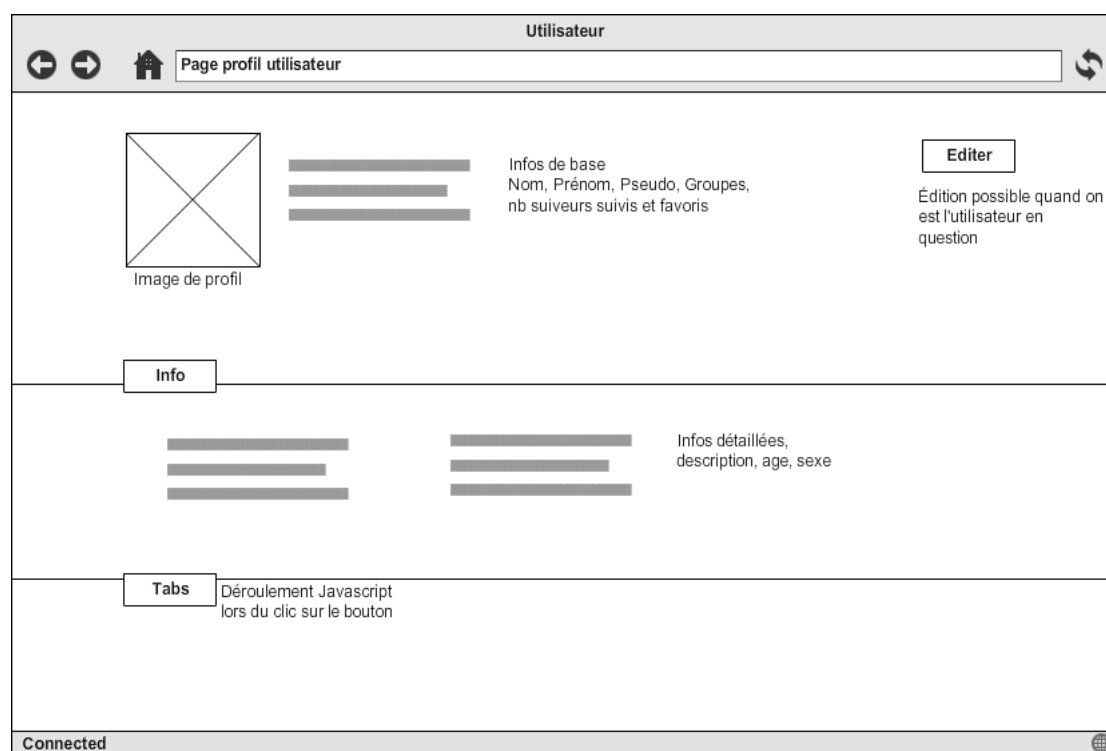 Utilisateur
Page profil utilisateur
Infos de base
Nom, Prénom, Pseudo, Groupes,
nb suiveurs suivis et favoris
Editer
Édition possible quand on
est l'utilisateur en
question
Image de profil
Info
Infos détaillées,
description, age, sexe
Tabs
Déroulement Javascript
lors du clic sur le bouton
Connected